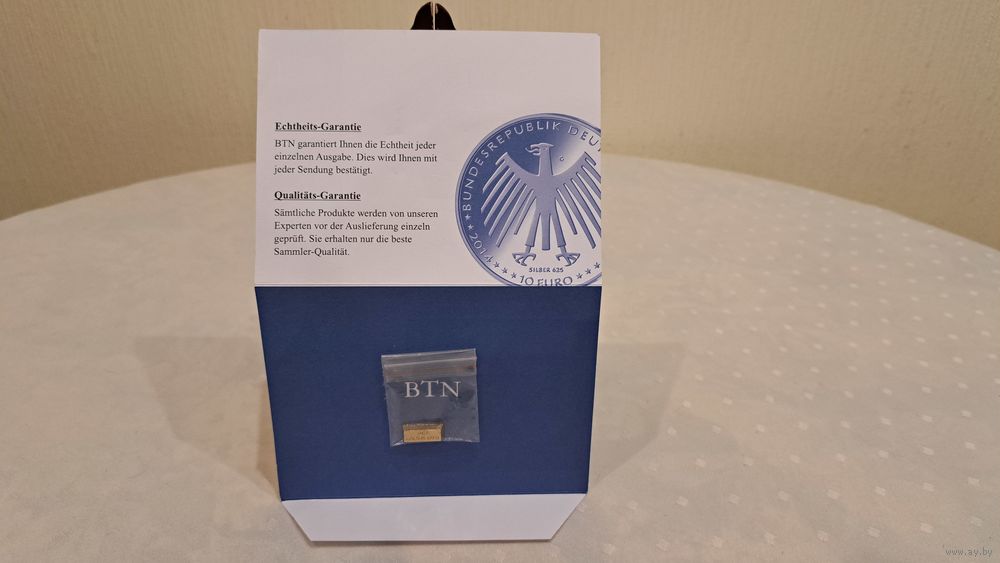 Echtheits-Garantie
BTN garantiert Ihnen die Echtheit jeder
einzelnen Ausgabe. Dies wird Ihnen mit
jeder Sendung bestätigt.
Qualitäts-Garantie
Sämtliche Produkte werden von unseren
Experten vor der Auslieferung einzeln
geprüft. Sie erhalten nur die beste
Sammler-Qualität.
BUNDESREPUBLIK DEU
2014
SILBER 625
10 EURO
BTN
www.ay.by